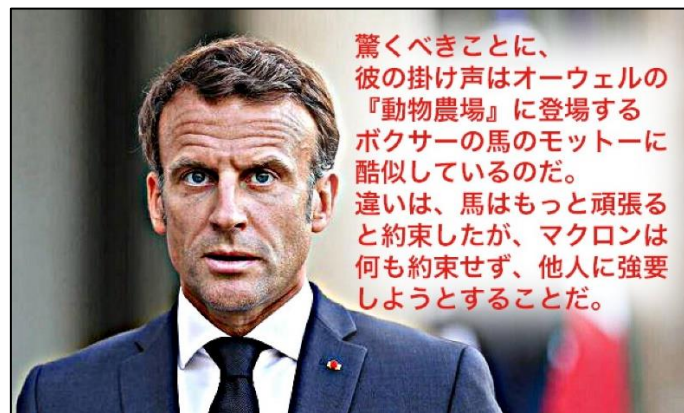 驚くべきことに、
彼の掛け声はオーウェルの
『動物農場』に登場する
ボクサーの馬のモットーに
酷似しているのだ。
違いは、馬はもっと頑張る
と約束したが、マクロンは
何も約束せず、他人に強要
しようとすることだ。